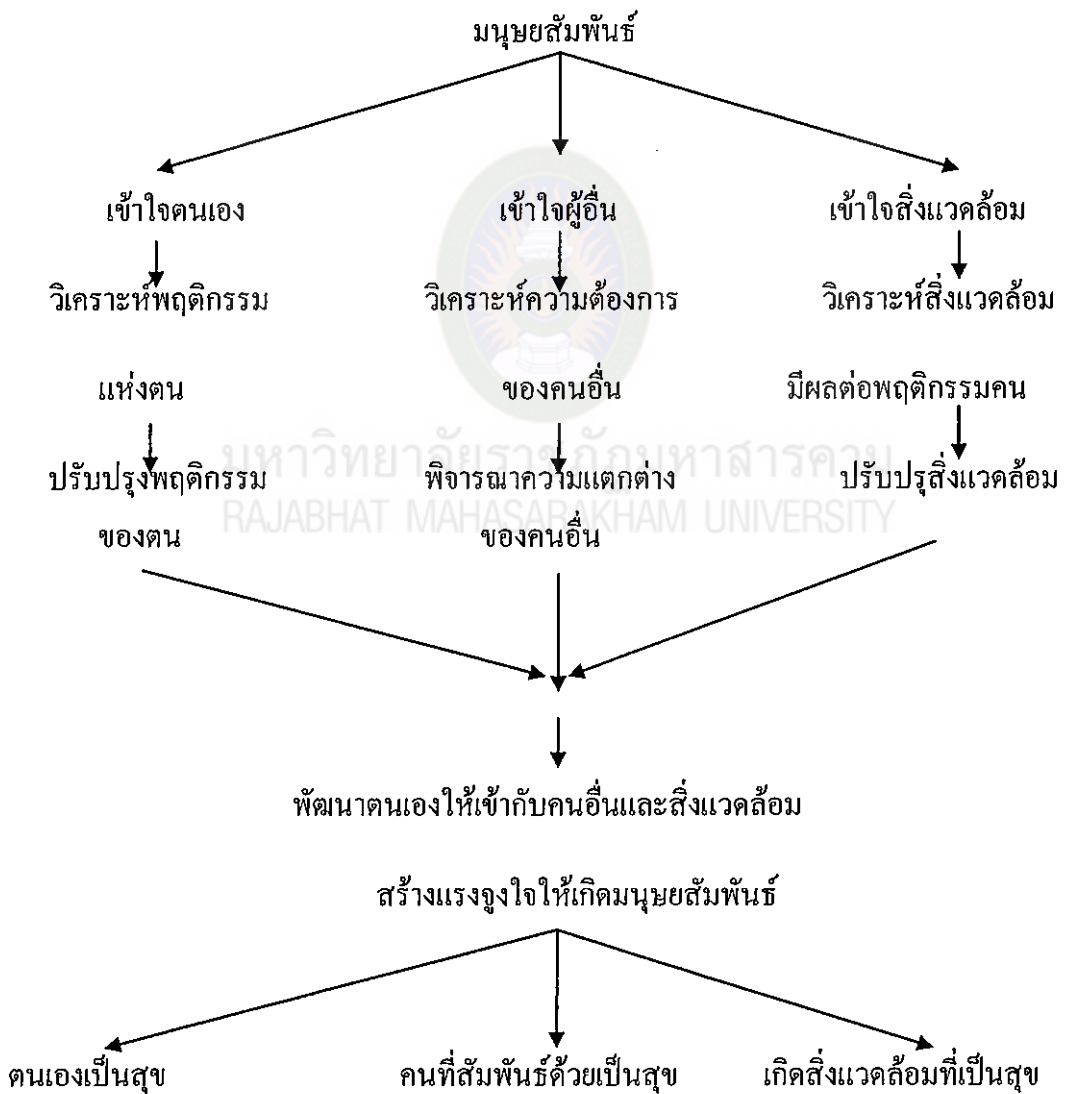 มนุษยสัมพันธ์
เข้าใจตนเอง เข้าใจผู้อื่น เข้าใจสิ่งแวดล้อม
วิเคราะห์พฤติกรรม วิเคราะห์ความต้องการ วิเคราะห์สิ่งแวดล้อม
แห่งตน ของคนอื่น มีผลต่อพฤติกรรมคน
มหาวิทยาลัยราชภัฏมหาสารคาม
ปรับปรุงพฤติกรรม พิจารณาความแตกต่าง ปรับปรุสิ่งแวดล้อม
RAJABHAT MAHASARAKHAM UNIVERSITY
ของตน ของคนอื่น
พัฒนาตนเองให้เข้ากับคนอื่นและสิ่งแวดล้อม
สร้างแรงจูงใจให้เกิดมนุษยสัมพันธ์
ตนเองเป็นสุข คนที่สัมพันธ์ด้วยเป็นสุข เกิดสิ่งแวดล้อมที่เป็นสุข